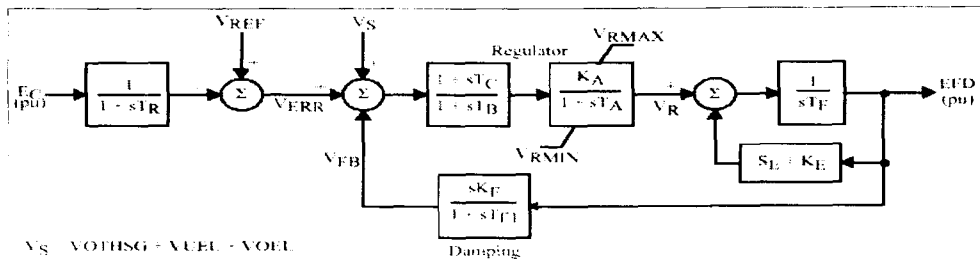 VREF
VS
Regulator
VRMAX
EC
(pu)
1
1 + sTR
Σ
VERR
Σ
1 + sTC
1 + sTB
KA
1 + sTA
VR
Σ
1
sTE
EFD
(pu)
VRMIN
VFB
SE + KE
sKF
1 + sTF1
Damping
VS = VOTHSG + VUEL + VOEL